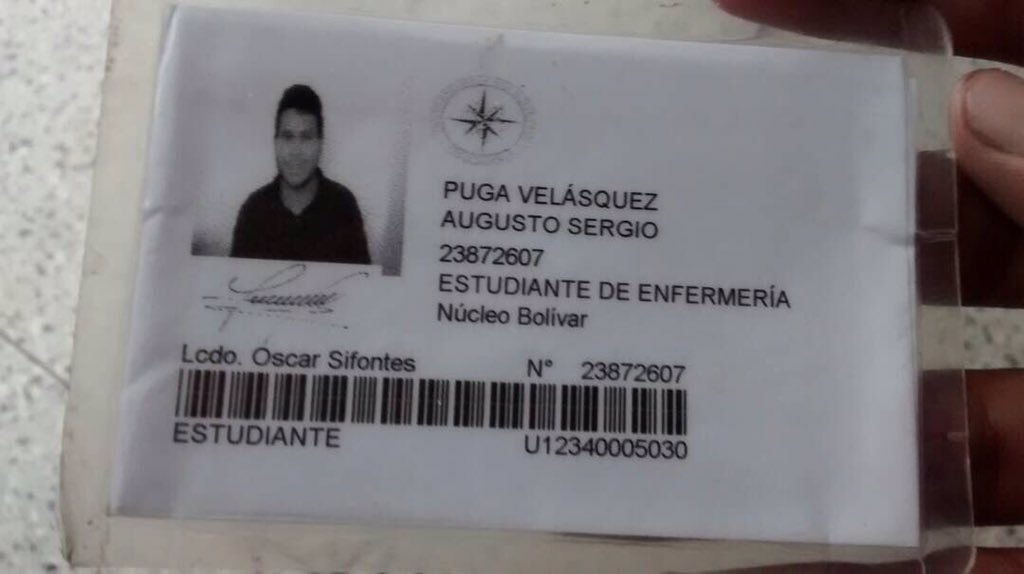 PUGA VELÁSQUEZ
AUGUSTO SERGIO
23872607
ESTUDIANTE DE ENFERMERÍA
Núcleo Bolívar
Lcdo. Óscar Sifontes N° 23872607
ESTUDIANTE U12340005030